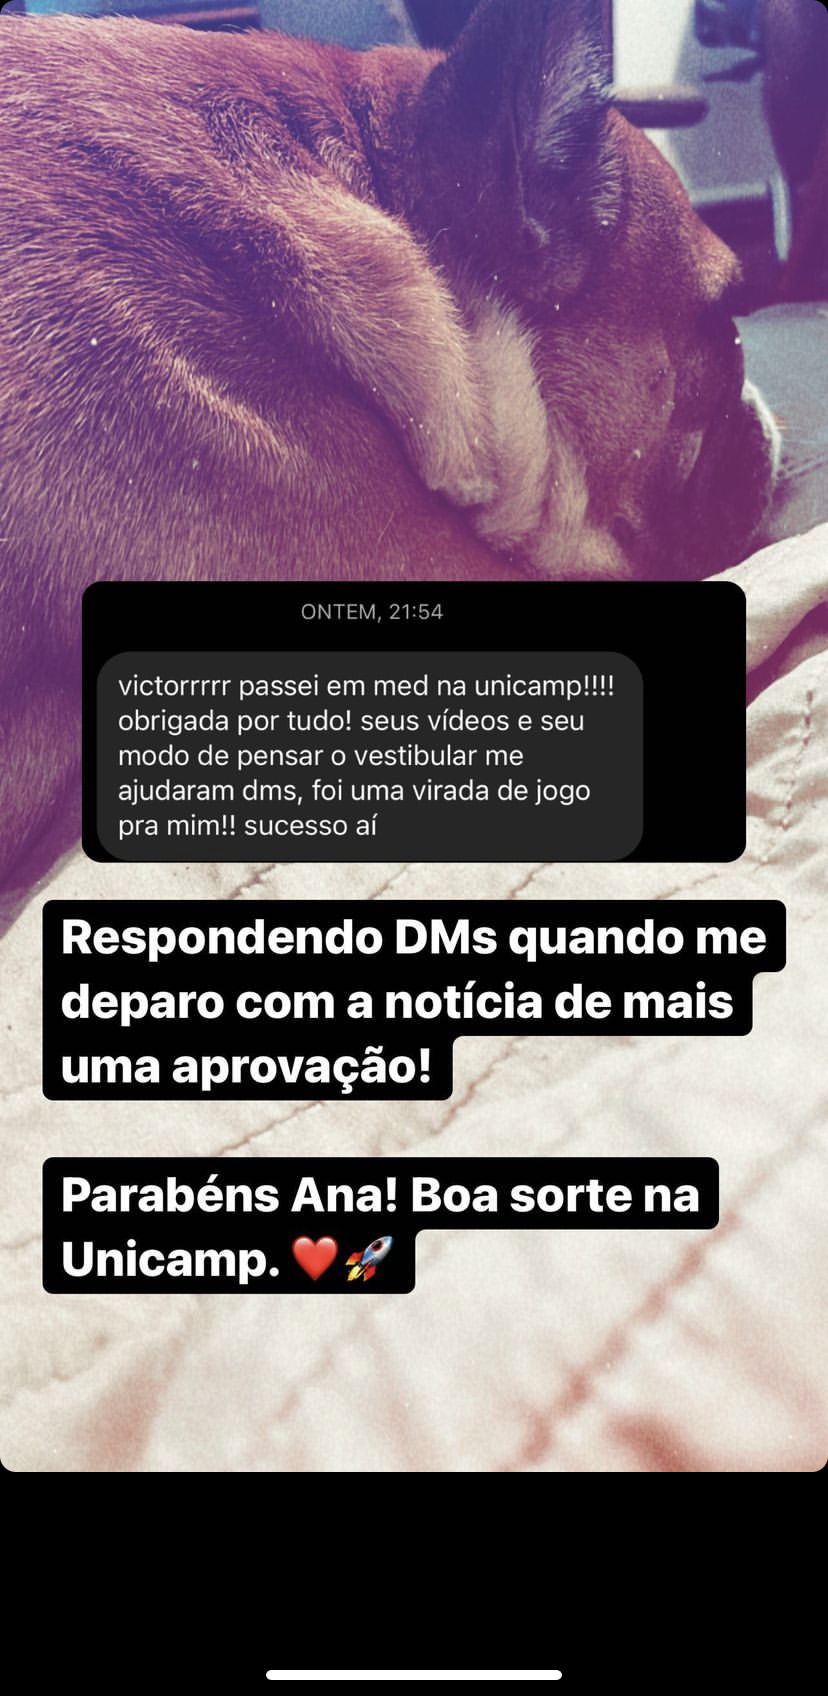 ONTEM, 21:54
victorrrrr passei em med na unicamp!!!!
obrigada por tudo! seus vídeos e seu
modo de pensar o vestibular me
ajudaram dms, foi uma virada de jogo
pra mim!! sucesso aí
Respondendo DMs quando me
deparo com a notícia de mais
uma aprovação!
Parabéns Ana! Boa sorte na
Unicamp. ❤️🚀